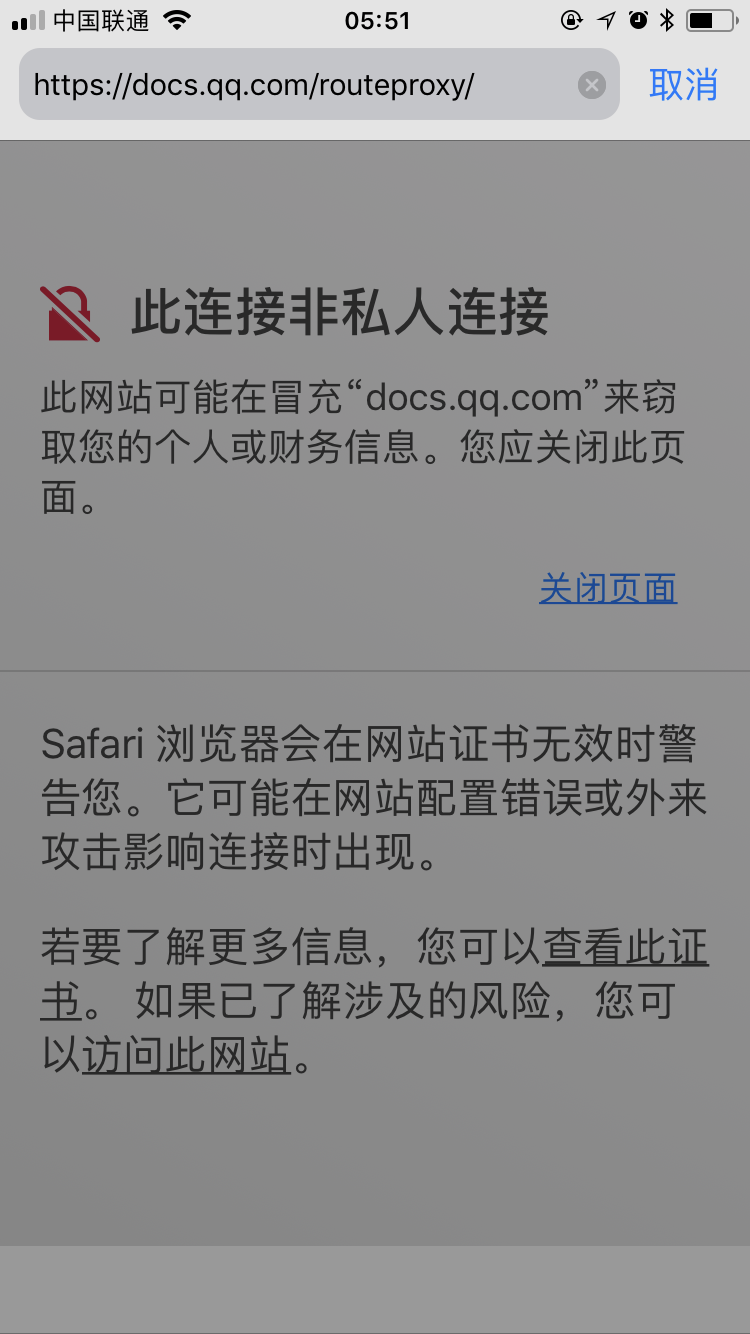 中国联通
05:51
https://docs.qq.com/routeproxy/
取消
此连接非私人连接
此网站可能在冒充“docs.qq.com”来窃
取您的个人或财务信息。您应关闭此页
面。
关闭页面
Safari 浏览器会在网站证书无效时警
告您。它可能在网站配置错误或外来
攻击影响连接时出现。
若要了解更多信息，您可以查看此证
书。 如果已了解涉及的风险，您可
以访问此网站。